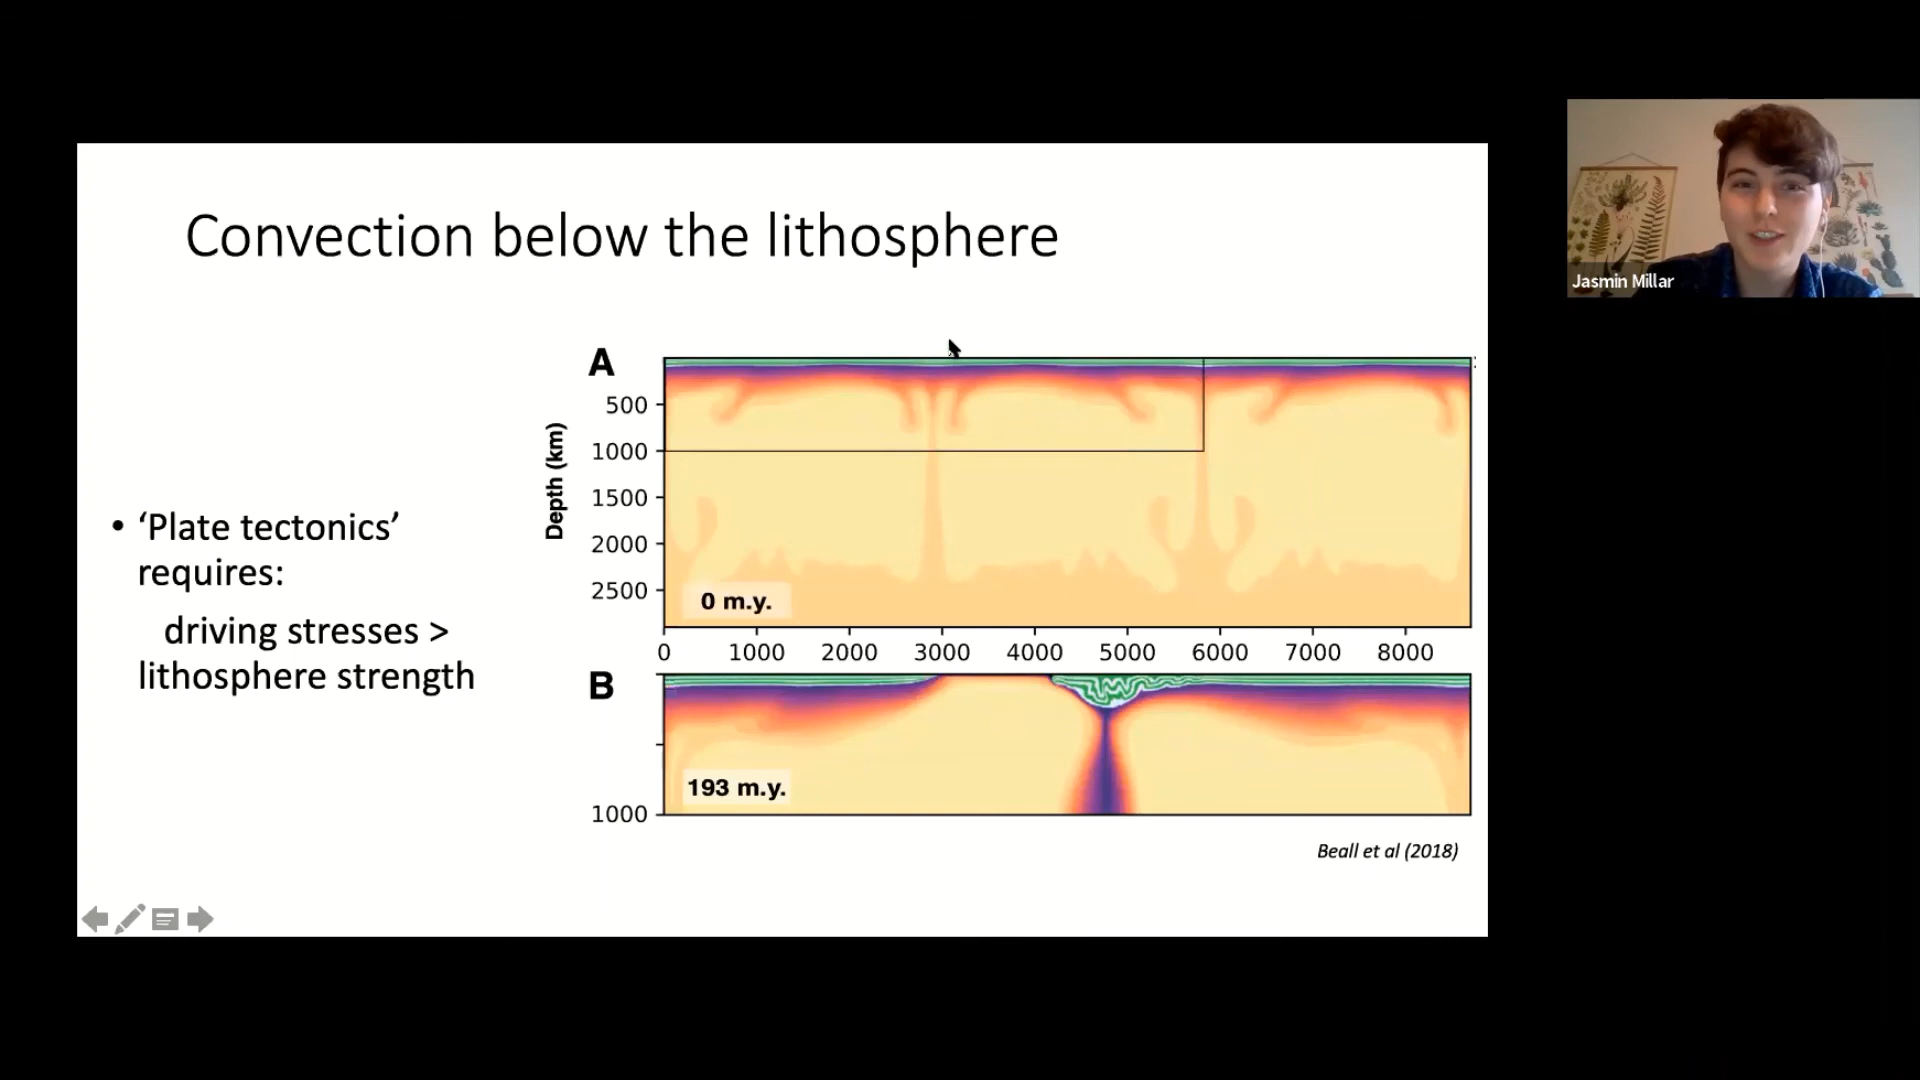 Convection below the lithosphere
• ‘Plate tectonics’
requires:
driving stresses >
lithosphere strength
A
Depth (km)
500
1000
1500
2000
2500
0 m.y.
0 1000 2000 3000 4000 5000 6000 7000 8000
B
193 m.y.
1000
Beall et al (2018)
Jasmin Millar